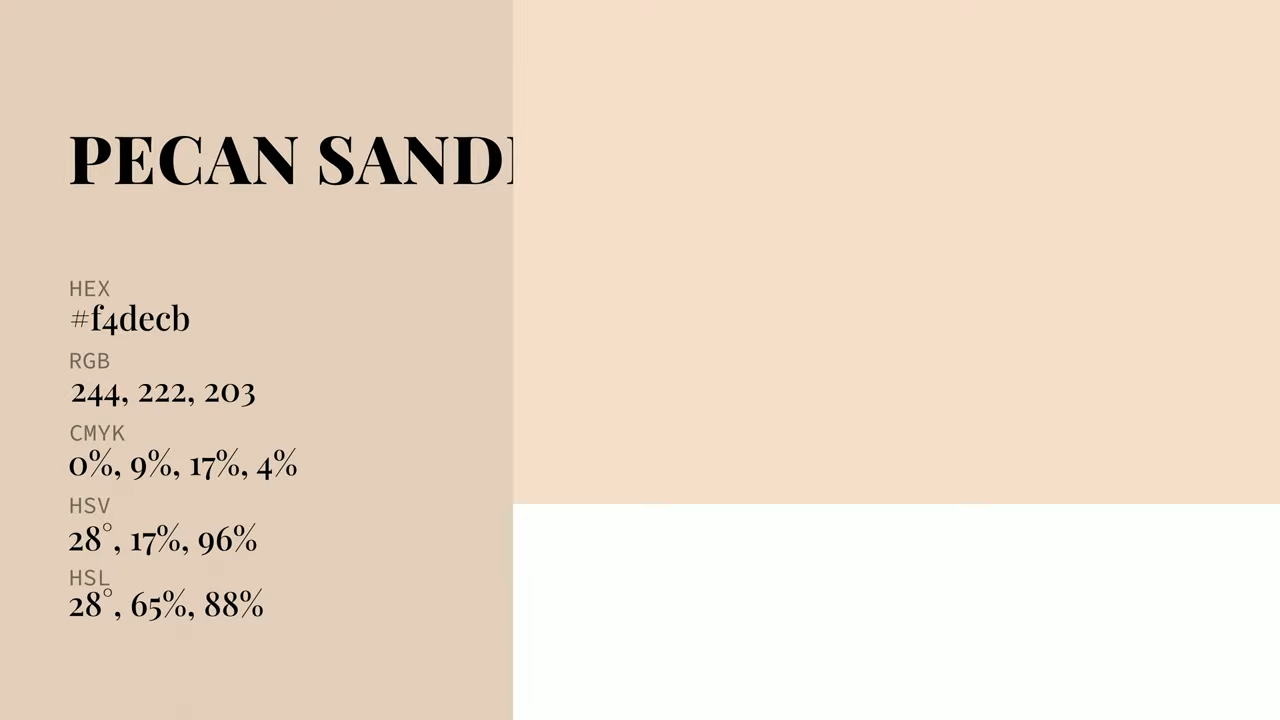 PECAN SAND
HEX
#f4decb
RGB
244, 222, 203
CMYK
0%, 9%, 17%, 4%
HSV
28°, 17%, 96%
HSL
28°, 65%, 88%